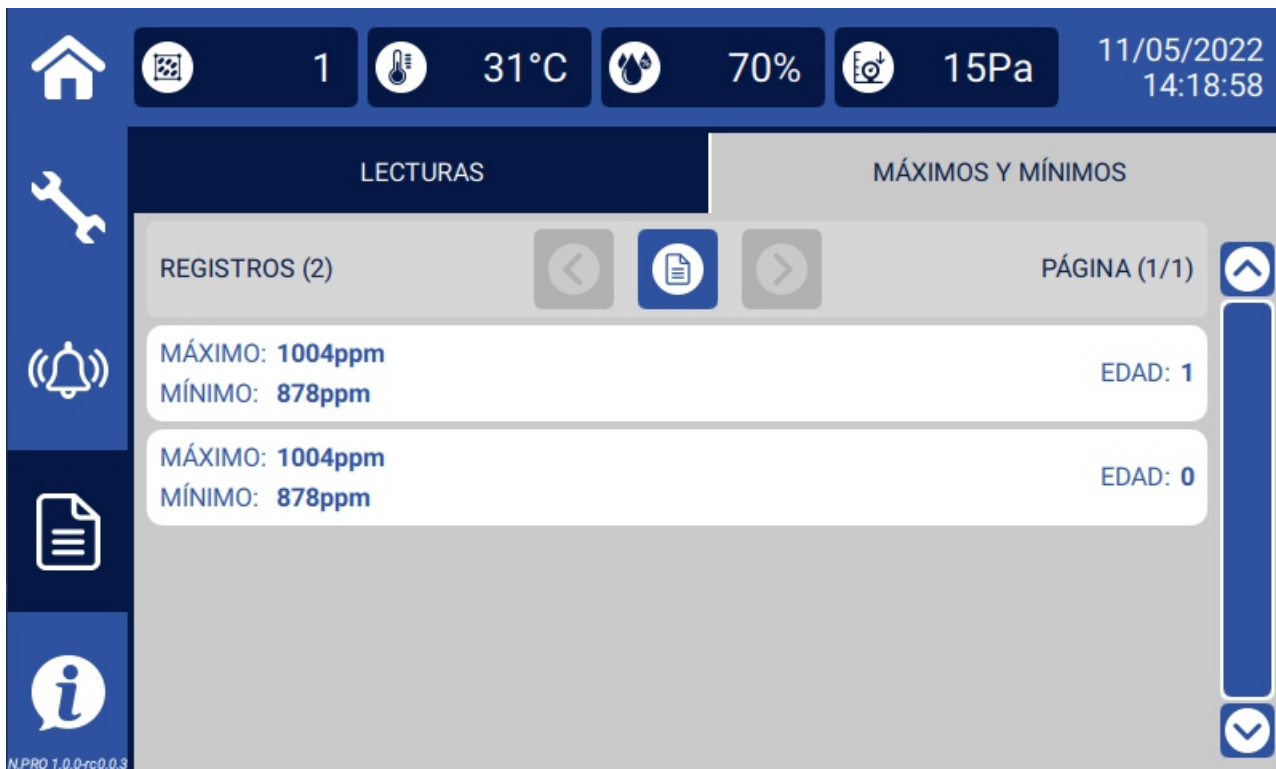 1
31°C
70%
15Pa
11/05/2022
14:18:58
LECTURAS
MÁXIMOS Y MÍNIMOS
REGISTROS (2)
PÁGINA (1/1)
MÁXIMO: 1004ppm
MÍNIMO: 878ppm
EDAD: 1
MÁXIMO: 1004ppm
MÍNIMO: 878ppm
EDAD: 0
N.PRO 1.0.0-rc0.0.3